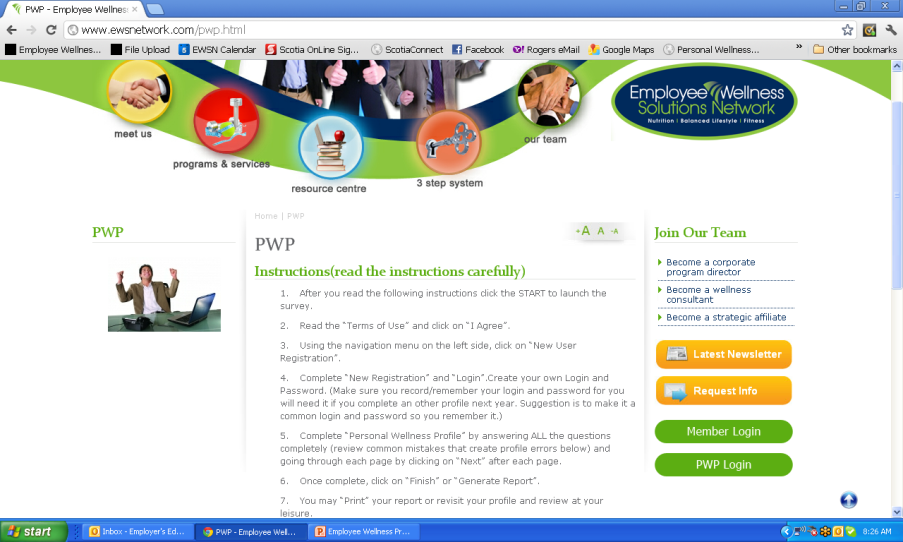 PWP - Employee Wellness
www.ewsnetwork.com/pwp.html
Employee Wellnes...
File Upload
EWSN Calendar
Scotia OnLine Sig...
ScotiaConnect
Facebook
Rogers eMail
Google Maps
Personal Wellness...
»
Other bookmarks
Employee Wellness
Solutions Network
Nutrition | Balanced Lifestyle | Fitness
meet us
programs & services
resource centre
3 step system
our team
Home | PWP
+A A -A
PWP
PWP
Instructions(read the instructions carefully)
1. After you read the following instructions click the START to launch the
survey.
2. Read the "Terms of Use" and click on "I Agree".
3. Using the navigation menu on the left side, click on "New User
Registration".
4. Complete "New Registration" and "Login".Create your own Login and
Password. (Make sure you record/remember your login and password for you
will need it if you complete an other profile next year. Suggestion is to make it a
common login and password so you remember it.)
5. Complete "Personal Wellness Profile" by answering ALL the questions
completely (review common mistakes that create profile errors below) and
going through each page by clicking on "Next" after each page.
6. Once complete, click on "Finish" or "Generate Report".
7. You may "Print" your report or revisit your profile and review at your
leisure.
Join Our Team
Become a corporate
program director
Become a wellness
consultant
Become a strategic affiliate
Latest Newsletter
Request Info
Member Login
PWP Login
start
Inbox - Employer's Ed...
PWP - Employee Well...
Employee Wellness Pr...
8:26 AM